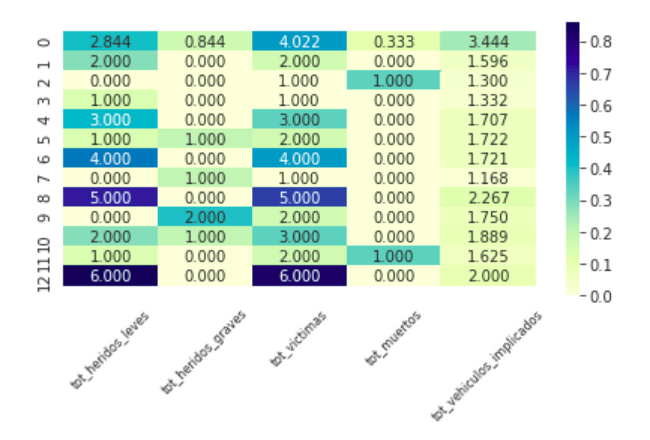 0 2.844 0.844 4.022 0.333 3.444
1 2.000 0.000 2.000 0.000 1.596
2 0.000 0.000 1.000 1.000 1.300
3 1.000 0.000 1.000 0.000 1.332
4 3.000 0.000 3.000 0.000 1.707
5 1.000 1.000 2.000 0.000 1.722
6 4.000 0.000 4.000 0.000 1.721
7 0.000 1.000 1.000 0.000 1.168
8 5.000 0.000 5.000 0.000 2.267
9 0.000 2.000 2.000 0.000 1.750
10 2.000 1.000 3.000 0.000 1.889
11 1.000 0.000 2.000 1.000 1.625
12 6.000 0.000 6.000 0.000 2.000
tot_heridos_leves
tot_heridos_graves
tot_victimas
tot_muertos
tot_vehiculos_implicados
0.8
0.7
0.6
0.5
0.4
0.3
0.2
0.1
0.0